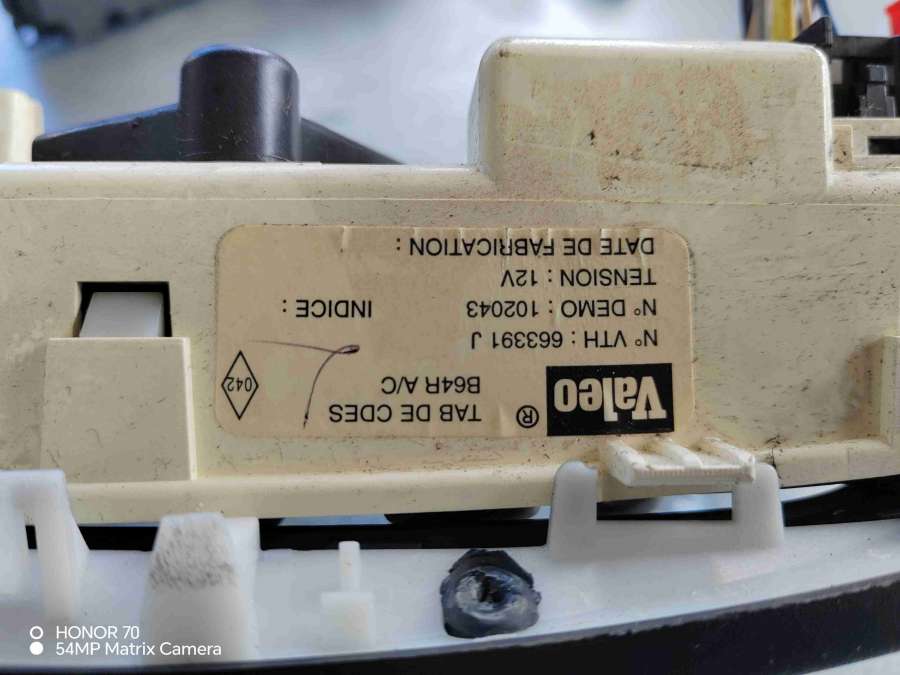 Valeo ®
TAB DE CDES
B64R A/C
N° VTH : 663391 J
N° DEMO : 102043 INDICE :
TENSION : 12V
DATE DE FABRICATION :
042
HONOR 70
54MP Matrix Camera